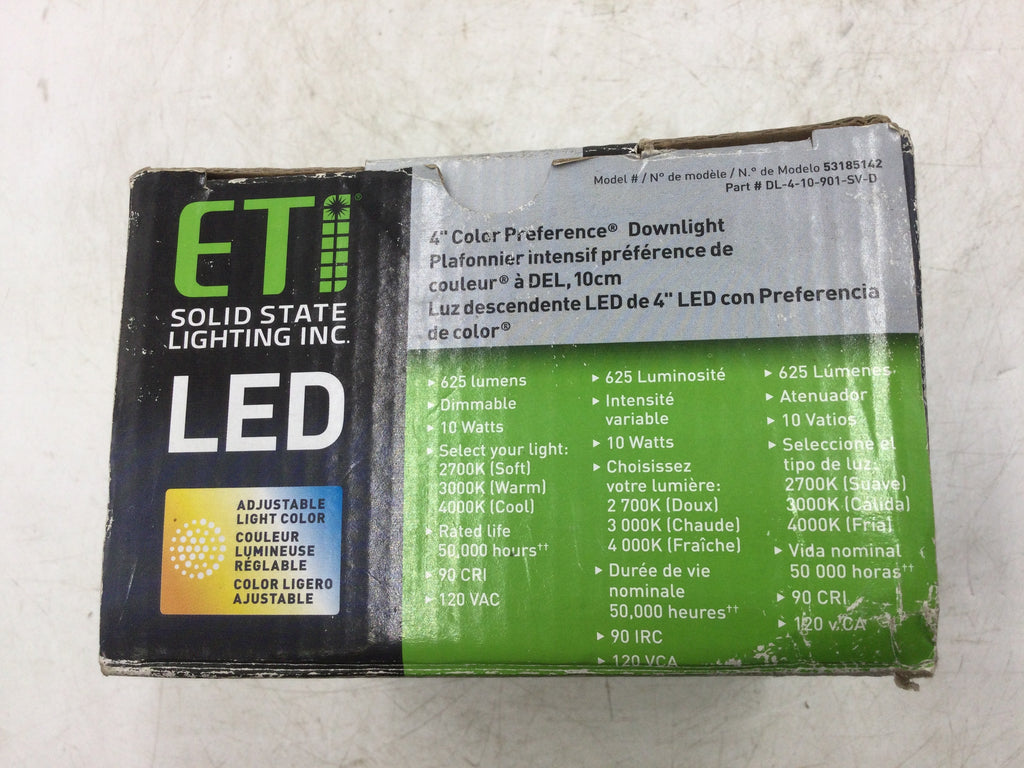 ETI®
SOLID STATE
LIGHTING INC.
LED
ADJUSTABLE
LIGHT COLOR
COULEUR
LUMINEUSE
RÉGLABLE
COLOR LIGERO
AJUSTABLE
Model # / N° de modèle / N.° de Modelo 53185142
Part # DL-4-10-901-SV-D
4" Color Preference® Downlight
Plafonnier intensif préférence de
couleur® à DEL, 10cm
Luz descendente LED de 4" LED con Preferencia
de color®
▸ 625 lumens
▸ Dimmable
▸ 10 Watts
▸ Select your light:
2700K (Soft)
3000K (Warm)
4000K (Cool)
▸ Rated life
50,000 hours††
▸ 90 CRI
▸ 120 VAC
▸ 625 Luminosité
▸ Intensité
variable
▸ 10 Watts
▸ Choisissez
votre lumière:
2 700K (Doux)
3 000K (Chaude)
4 000K (Fraîche)
▸ Durée de vie
nominale
50,000 heures††
▸ 90 IRC
▸ 120 VCA
▸ 625 Lúmenes
▸ Atenuador
▸ 10 Vatios
▸ Seleccione el
tipo de luz:
2700K (Suave)
3000K (Cálida)
4000K (Fría)
▸ Vida nominal
50 000 horas††
▸ 90 CRI
▸ 120 v.CA